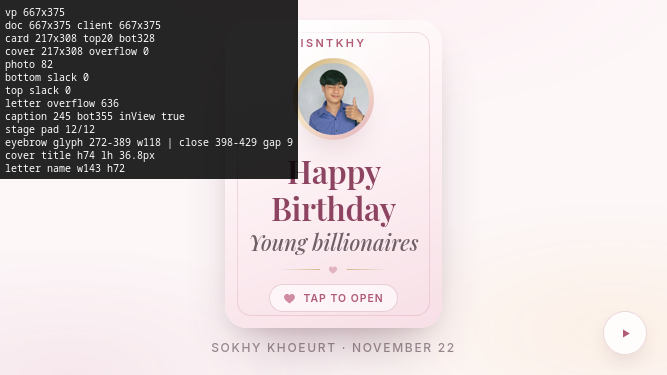 vp 667x375
doc 667x375 client 667x375
card 217x308 top20 bot328
cover 217x308 overflow 0
photo 82
bottom slack 0
top slack 0
letter overflow 636
caption 245 bot355 inView true
stage pad 12/12
eyebrow glyph 272-389 w118 | close 398-429 gap 9
cover title h74 lh 36.8px
letter name w143 h72
ISNTKHY
Happy
Birthday
Young billionaires
TAP TO OPEN
SOKHY KHOEURT · NOVEMBER 22